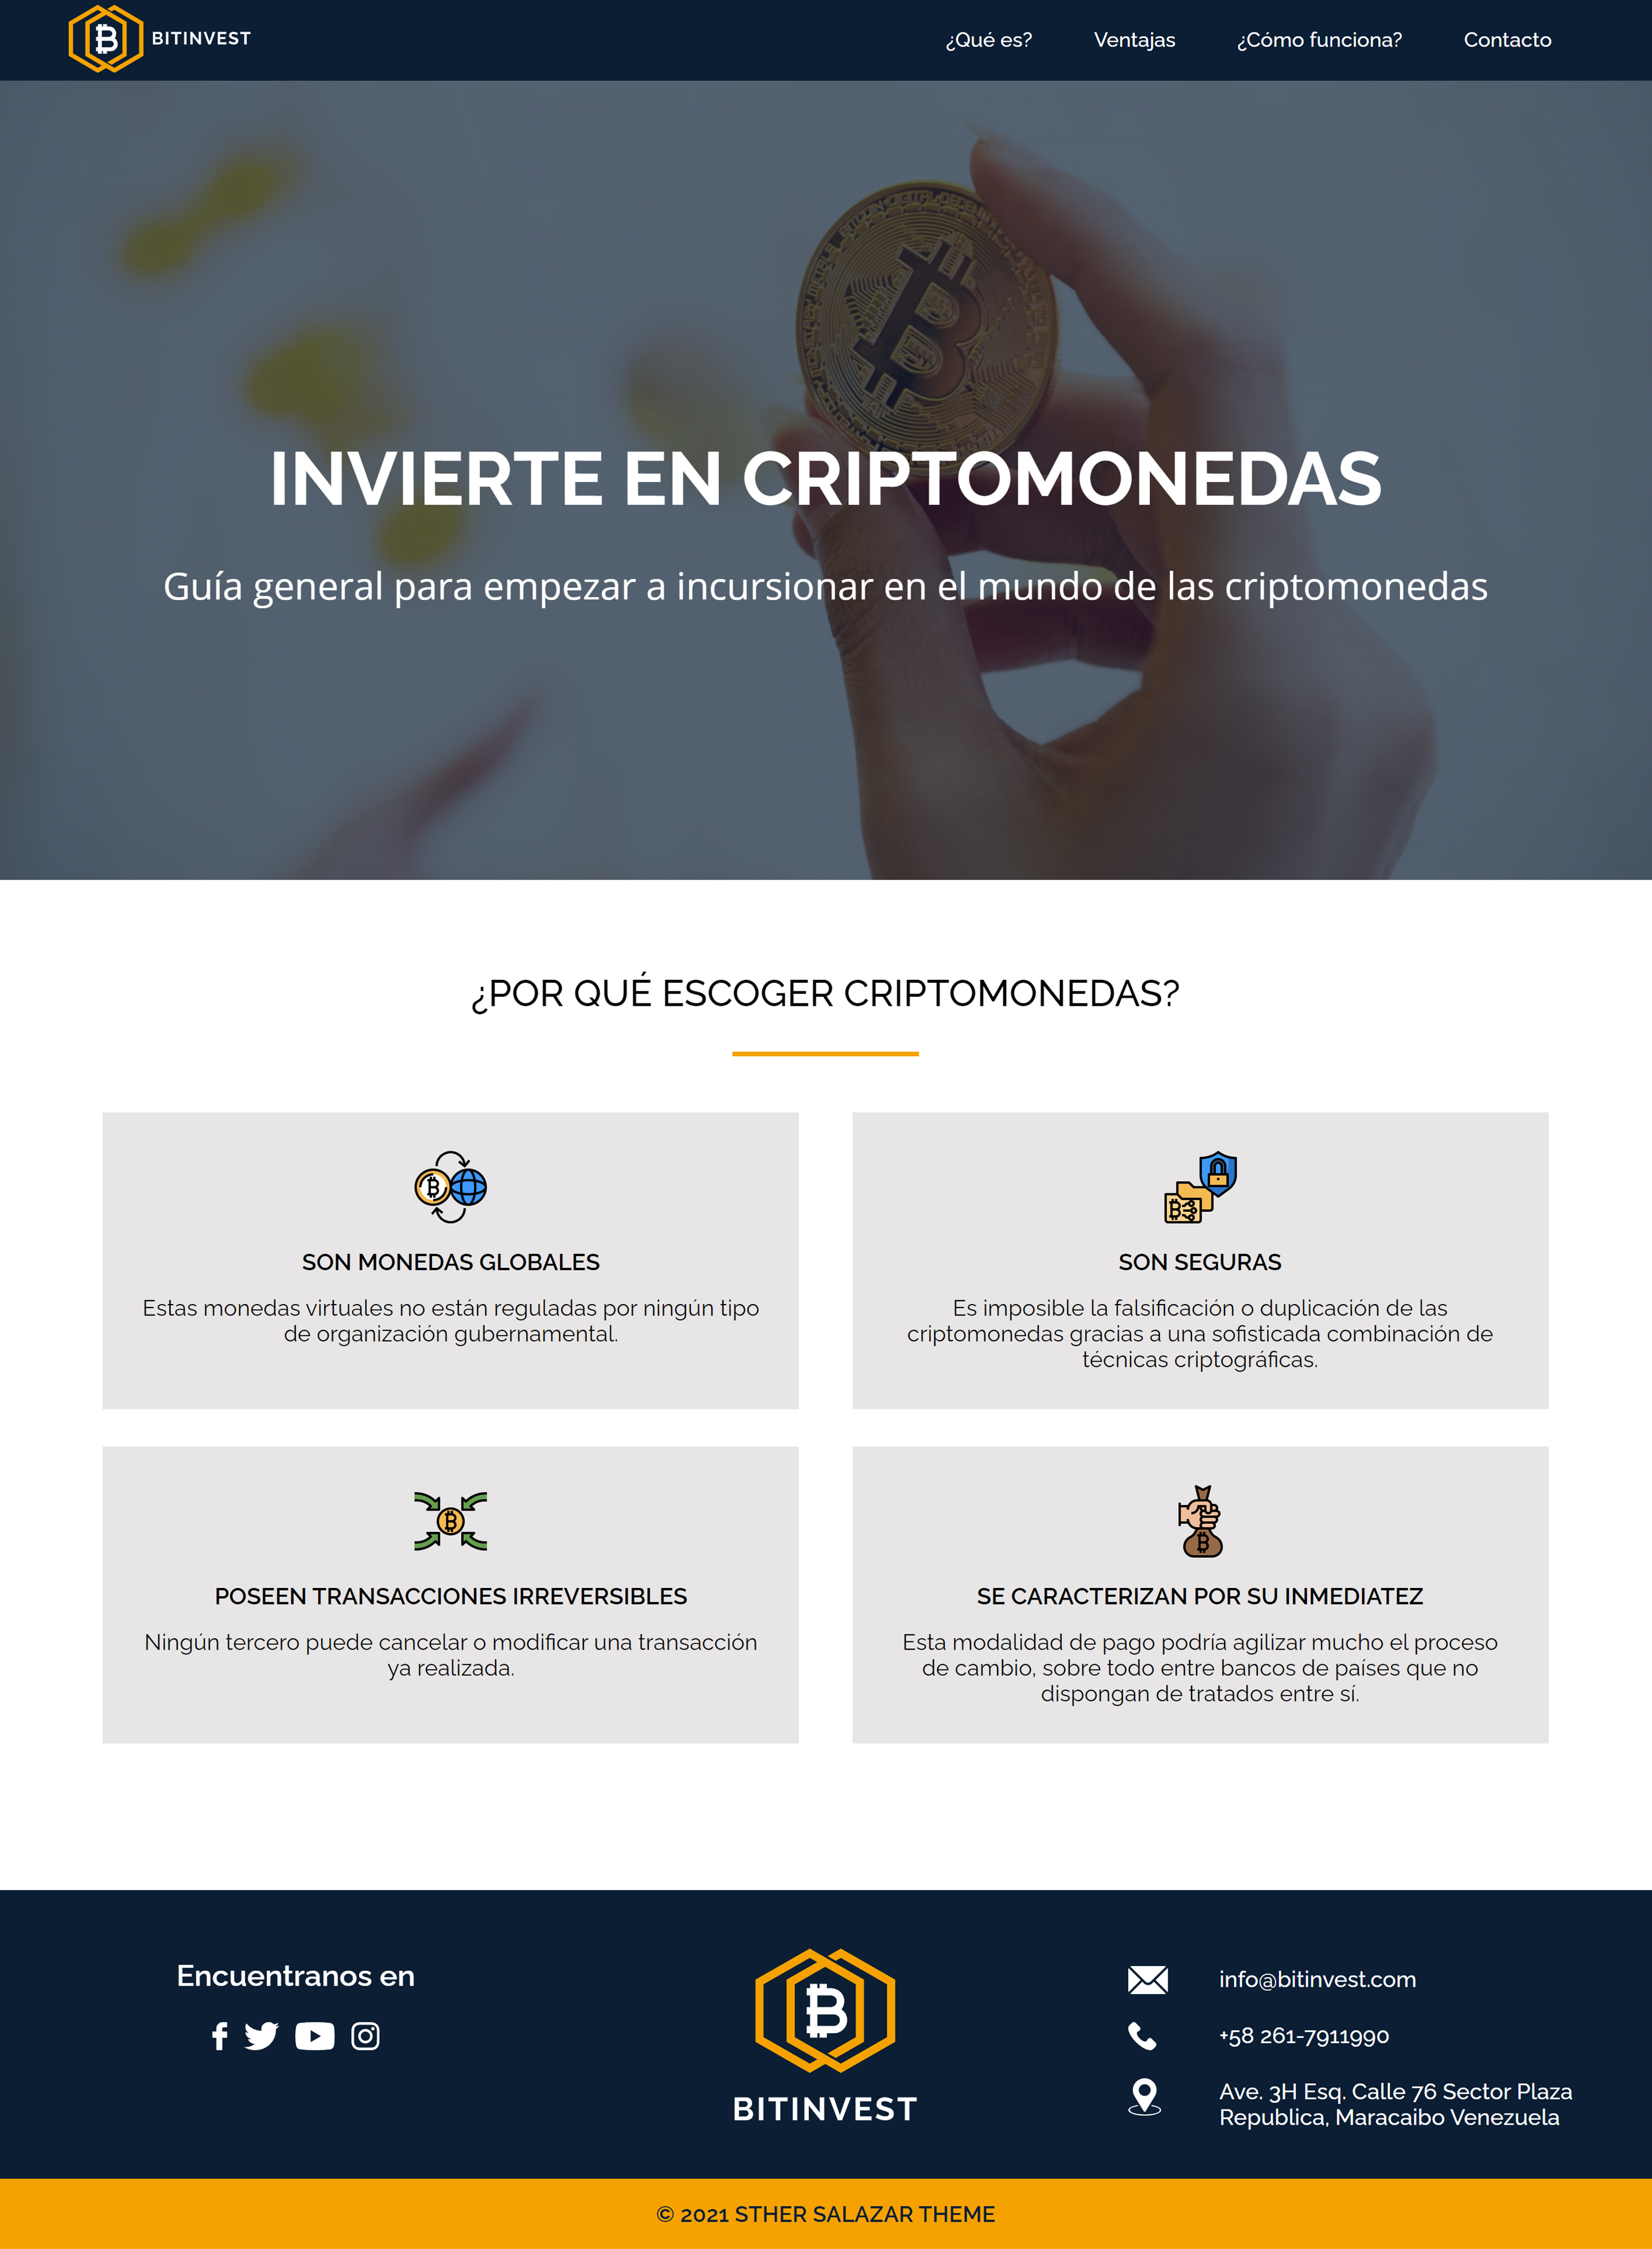 BITINVEST
¿Qué es?
Ventajas
¿Cómo funciona?
Contacto
INVIERTE EN CRIPTOMONEDAS
Guía general para empezar a incursionar en el mundo de las criptomonedas
¿POR QUÉ ESCOGER CRIPTOMONEDAS?
SON MONEDAS GLOBALES
Estas monedas virtuales no están reguladas por ningún tipo
de organización gubernamental.
SON SEGURAS
Es imposible la falsificación o duplicación de las
criptomonedas gracias a una sofisticada combinación de
técnicas criptográficas.
POSEEN TRANSACCIONES IRREVERSIBLES
Ningún tercero puede cancelar o modificar una transacción
ya realizada.
SE CARACTERIZAN POR SU INMEDIATEZ
Esta modalidad de pago podría agilizar mucho el proceso
de cambio, sobre todo entre bancos de países que no
dispongan de tratados entre sí.
Encuentranos en
BITINVEST
info@bitinvest.com
+58 261-7911990
Ave. 3H Esq. Calle 76 Sector Plaza
Republica, Maracaibo Venezuela
© 2021 STHER SALAZAR THEME